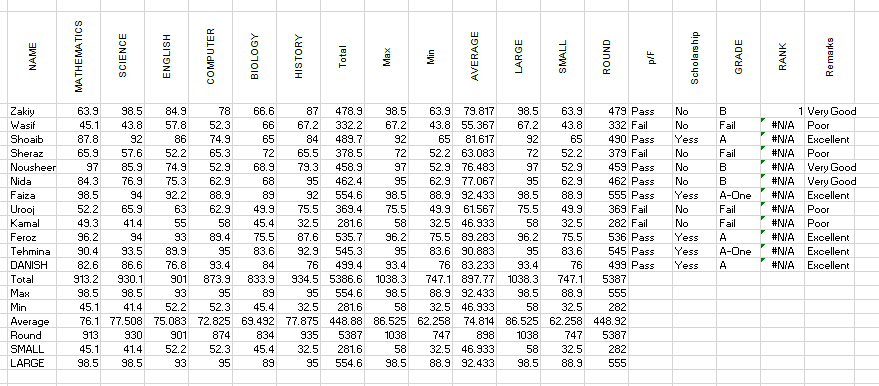 NAME MATHEMATICS SCIENCE ENGLISH COMPUTER BIOLOGY HISTORY Total Max Min AVERAGE LARGE SMALL ROUND p/F Scholarship GRADE RANK Remarks
Zakiy 63.9 98.5 84.9 78 66.6 87 478.9 98.5 63.9 79.817 98.5 63.9 479 Pass No B 1 Very Good
Wasif 45.1 43.8 57.8 52.3 66 67.2 332.2 67.2 43.8 55.367 67.2 43.8 332 Fail No Fail #N/A Poor
Shoaib 87.8 92 86 74.9 65 84 489.7 92 65 81.617 92 65 490 Pass Yess A #N/A Excellent
Sheraz 65.9 57.6 52.2 65.3 72 65.5 378.5 72 52.2 63.083 72 52.2 379 Fail No Fail #N/A Poor
Nousheer 97 85.9 74.9 52.9 68.9 79.3 458.9 97 52.9 76.483 97 52.9 459 Pass No B #N/A Very Good
Nida 84.3 76.9 75.3 62.9 68 95 462.4 95 62.9 77.067 95 62.9 462 Pass No B #N/A Very Good
Faiza 98.5 94 92.2 88.9 89 92 554.6 98.5 88.9 92.433 98.5 88.9 555 Pass Yess A-One #N/A Excellent
Urooj 52.2 65.9 63 62.9 49.9 75.5 369.4 75.5 49.9 61.567 75.5 49.9 369 Fail No Fail #N/A Poor
Kamal 49.3 41.4 55 58 45.4 32.5 281.6 58 32.5 46.933 58 32.5 282 Fail No Fail #N/A Poor
Feroz 96.2 94 93 89.4 75.5 87.6 535.7 96.2 75.5 89.283 96.2 75.5 536 Pass Yess A #N/A Excellent
Tehmina 90.4 93.5 89.9 95 83.6 92.9 545.3 95 83.6 90.883 95 83.6 545 Pass Yess A-One #N/A Excellent
DANISH 82.6 86.6 76.8 93.4 84 76 499.4 93.4 76 83.233 93.4 76 499 Pass Yess A #N/A Excellent
Total 913.2 930.1 901 873.9 833.9 934.5 5386.6 1038.3 747.1 897.77 1038.3 747.1 5387
Max 98.5 98.5 93 95 89 95 554.6 98.5 88.9 92.433 98.5 88.9 555
Min 45.1 41.4 52.2 52.3 45.4 32.5 281.6 58 32.5 46.933 58 32.5 282
Average 76.1 77.508 75.083 72.825 69.492 77.875 448.88 86.525 62.258 74.814 86.525 62.258 448.92
Round 913 930 901 874 834 935 5387 1038 747 898 1038 747 5387
SMALL 45.1 41.4 52.2 52.3 45.4 32.5 281.6 58 32.5 46.933 58 32.5 282
LARGE 98.5 98.5 93 95 89 95 554.6 98.5 88.9 92.433 98.5 88.9 555